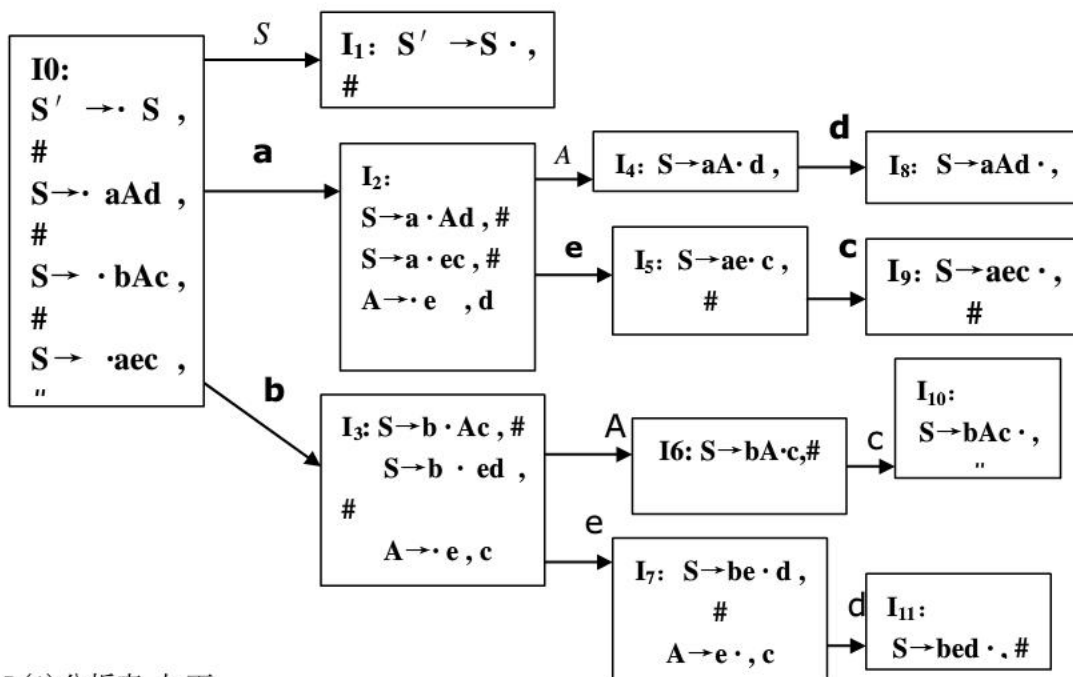 S
I₁: S′ →S · ,
#
I0:
S′ →· S ,
#
S→· aAd ,
#
S→ ·bAc ,
#
S→ ·aec ,
a
I₂:
S→a · Ad , #
S→a · ec , #
A→· e , d
A
I₄: S→aA· d ,
d
I₈: S→aAd · ,
e
I₅: S→ae· c ,
#
c
I₉: S→aec · ,
#
b
I₃: S→b · Ac , #
S→b · ed ,
#
A→· e , c
A
I6: S→bA·c,#
c
I₁₀:
S→bAc · ,
e
I₇: S→be · d ,
#
A→e · , c
d
I₁₁:
S→bed · , #